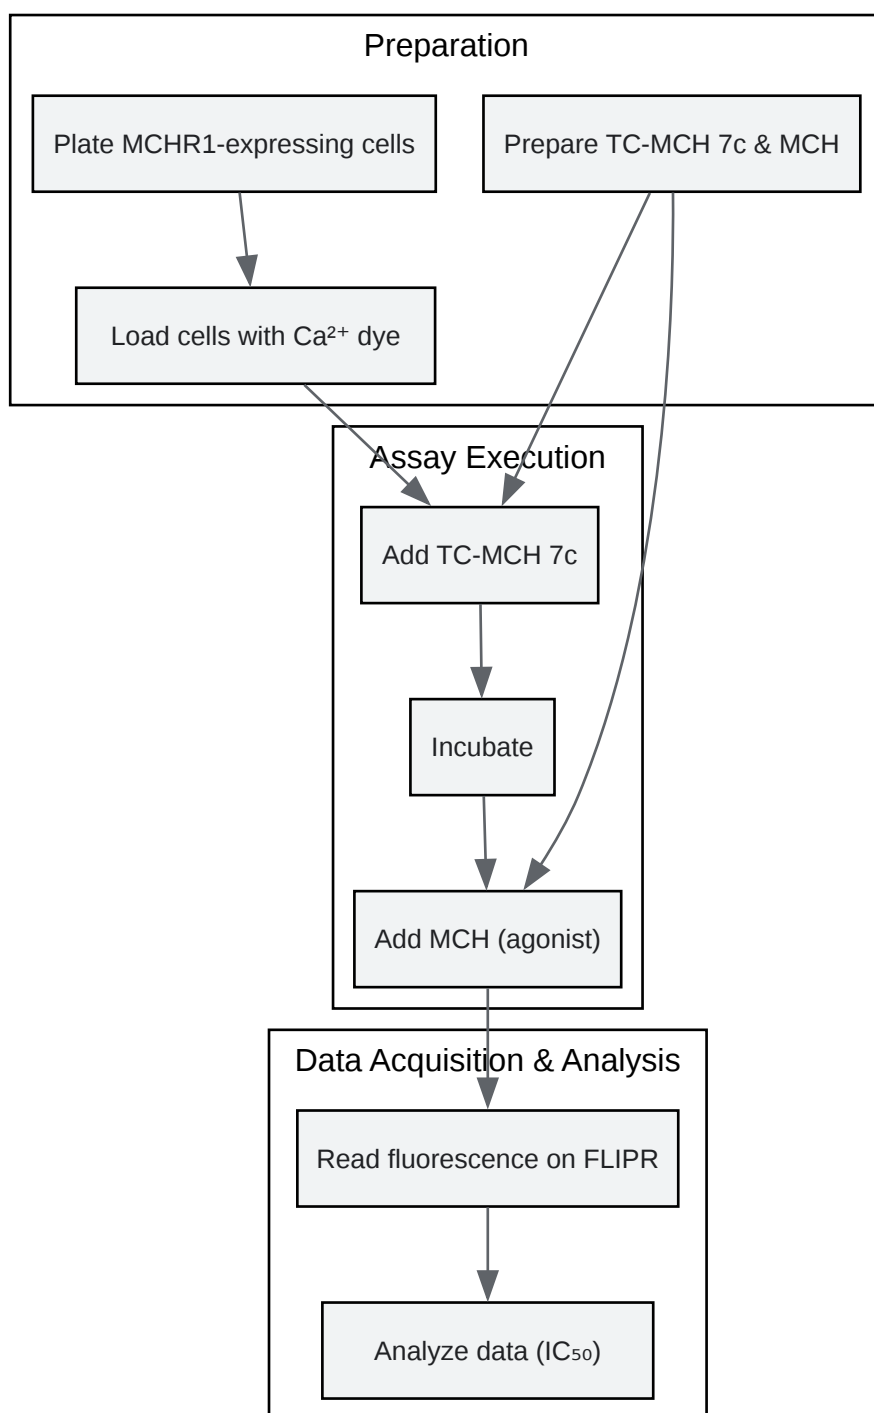 Preparation
Plate MCHR1-expressing cells
Prepare TC-MCH 7c & MCH
Load cells with Ca²⁺ dye
Assay Execution
Add TC-MCH 7c
Incubate
Add MCH (agonist)
Data Acquisition & Analysis
Read fluorescence on FLIPR
Analyze data (IC₅₀)